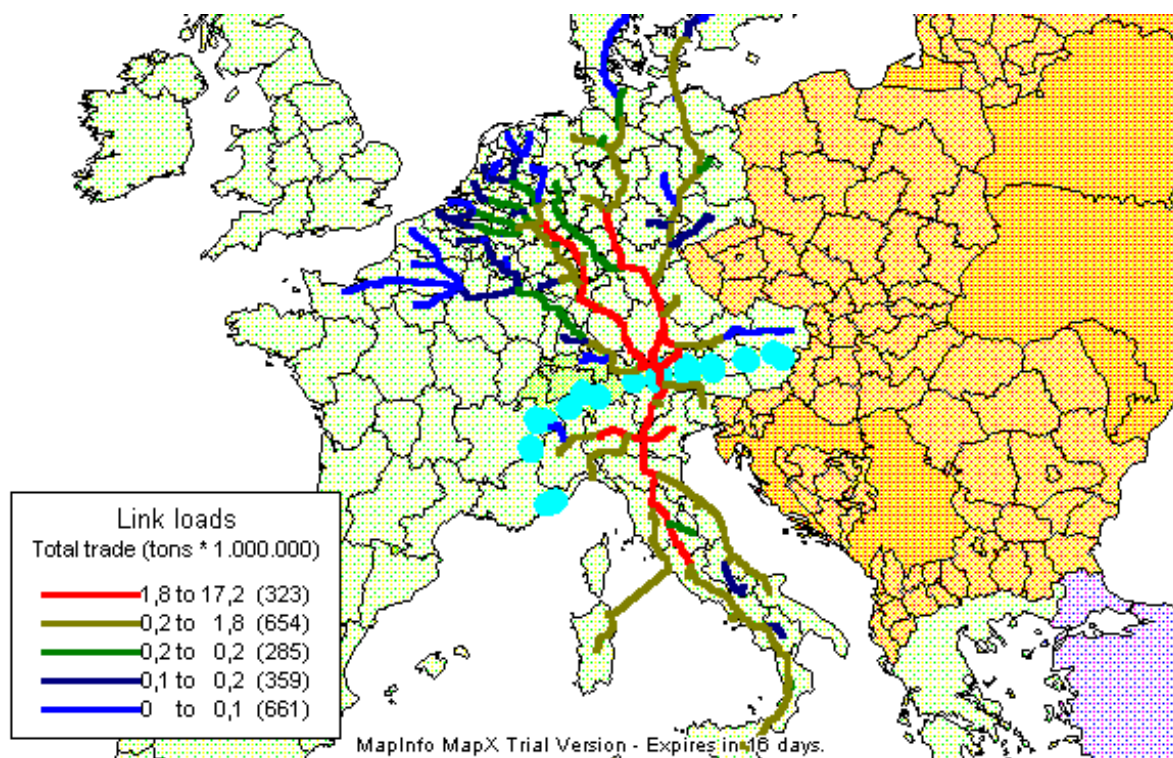 Link loads
Total trade (tons * 1.000.000)
1,8 to 17,2 (323)
0,2 to 1,8 (654)
0,2 to 0,2 (285)
0,1 to 0,2 (359)
0 to 0,1 (661)
MapInfo MapX Trial Version - Expires in 16 days.